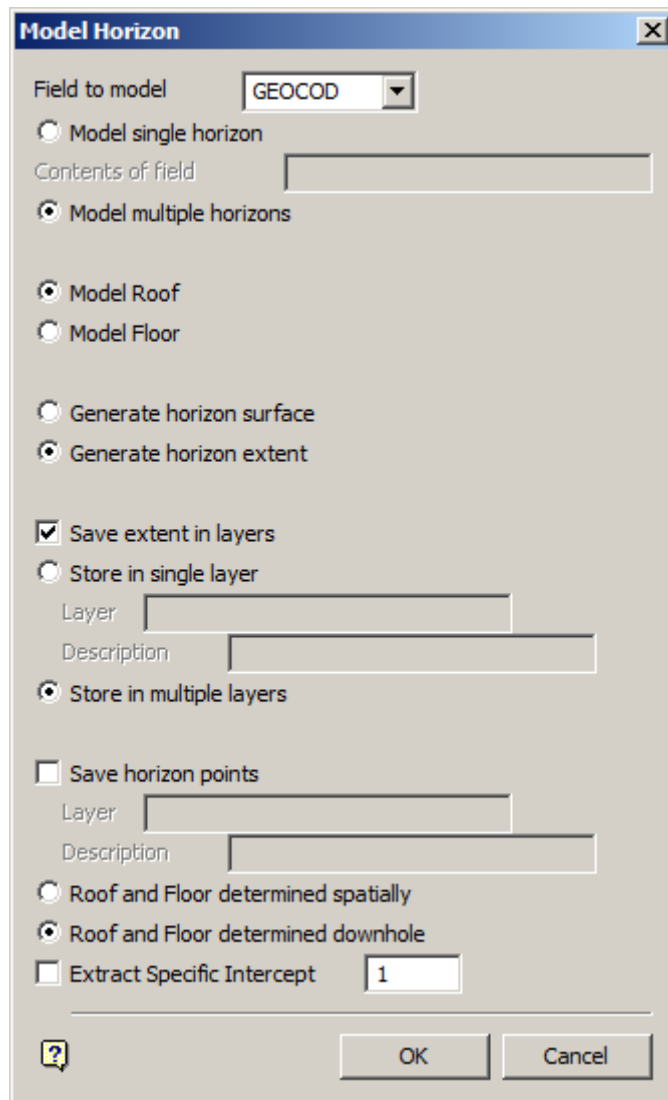 Model Horizon
Field to model GEOCOD
Model single horizon
Contents of field
Model multiple horizons
Model Roof
Model Floor
Generate horizon surface
Generate horizon extent
Save extent in layers
Store in single layer
Layer
Description
Store in multiple layers
Save horizon points
Layer
Description
Roof and Floor determined spatially
Roof and Floor determined downhole
Extract Specific Intercept 1
? OK Cancel